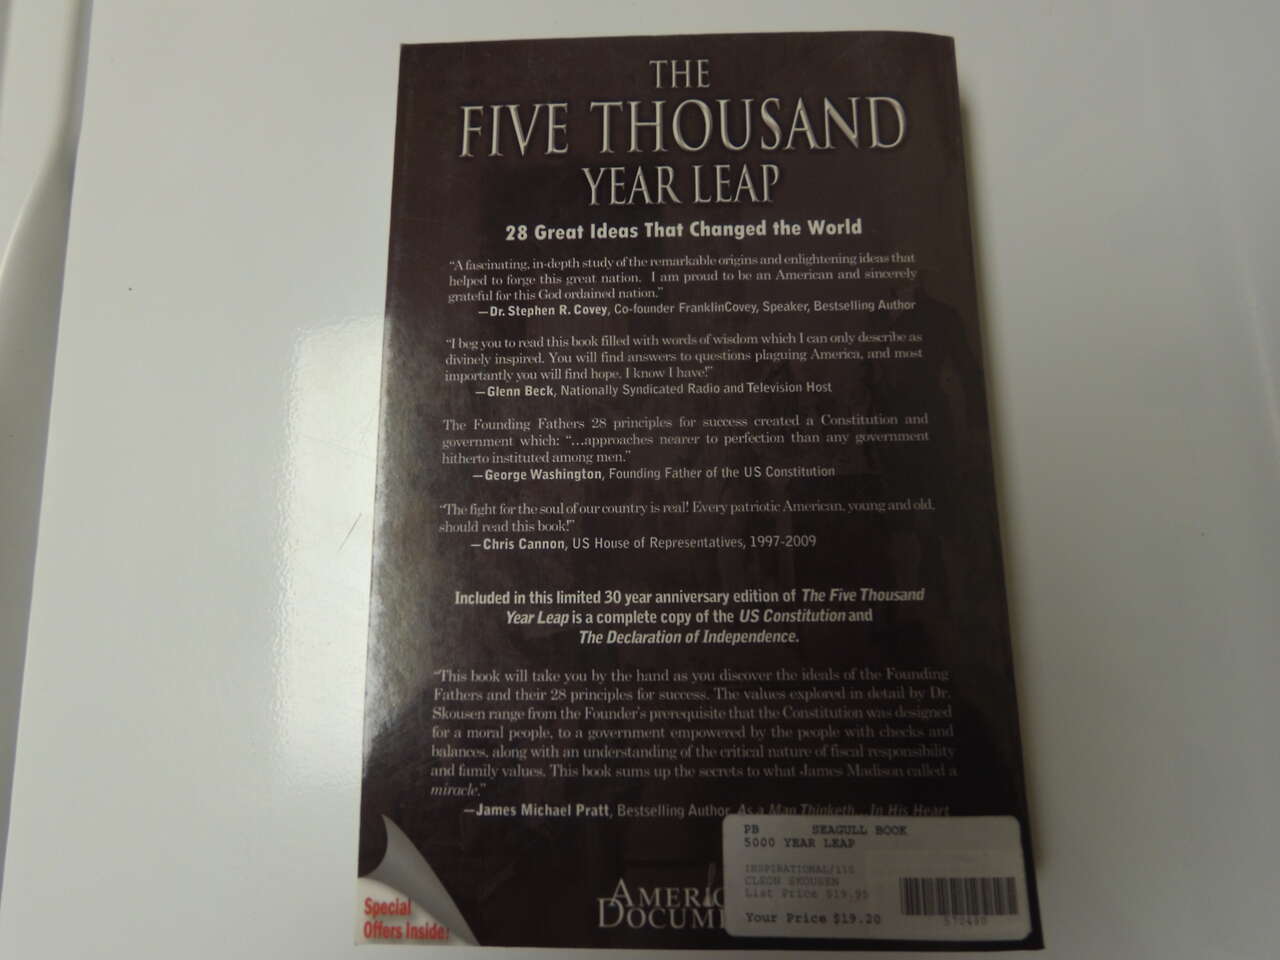 THE
FIVE THOUSAND
YEAR LEAP
28 Great Ideas That Changed the World
"A fascinating, in-depth study of the remarkable origins and enlightening ideas that
helped to forge this great nation. I am proud to be an American and sincerely
grateful for this God ordained nation."
—Dr. Stephen R. Covey, Co-founder FranklinCovey, Speaker, Bestselling Author
"I beg you to read this book filled with words of wisdom which I can only describe as
divinely inspired. You will find answers to questions plaguing America, and most
importantly you will find hope. I know I have!"
—Glenn Beck, Nationally Syndicated Radio and Television Host
The Founding Fathers 28 principles for success created a Constitution and
government which: "...approaches nearer to perfection than any government
hitherto instituted among men."
—George Washington, Founding Father of the US Constitution
"The fight for the soul of our country is real! Every patriotic American, young and old,
should read this book!"
—Chris Cannon, US House of Representatives, 1997-2009
Included in this limited 30 year anniversary edition of The Five Thousand
Year Leap is a complete copy of the US Constitution and
The Declaration of Independence.
"This book will take you by the hand as you discover the ideals of the Founding
Fathers and their 28 principles for success. The values explored in detail by Dr.
Skousen range from the Founder's prerequisite that the Constitution was designed
for a moral people, to a government empowered by the people with checks and
balances, along with an understanding of the critical nature of fiscal responsibility
and family values. This book sums up the secrets to what James Madison called a
miracle."
—James Michael Pratt, Bestselling Author, As a Man Thinketh...In His Heart
PB SEAGULL BOOK
5000 YEAR LEAP
INSPIRATIONAL/110
CLEON SKOUSEN
List Price $19.95
Your Price $19.20
570490
AMERIC
DOCUM
Special
Offers Inside!